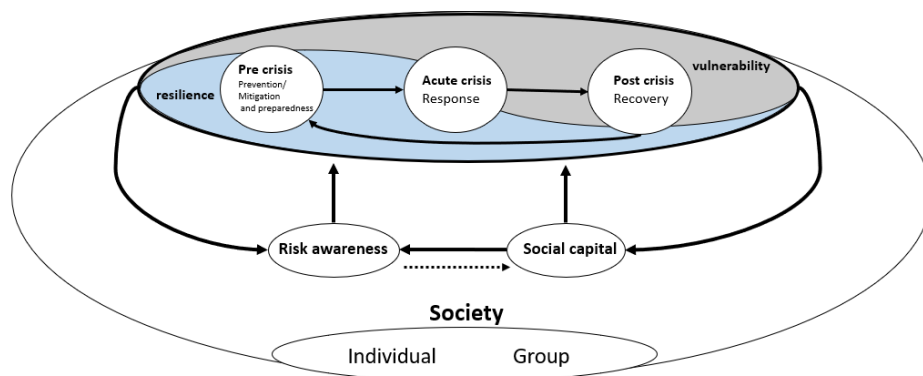 Pre crisis
Prevention/
Mitigation
and preparedness
Acute crisis
Response
Post crisis
Recovery
vulnerability
resilience
Risk awareness
Social capital
Society
Individual Group